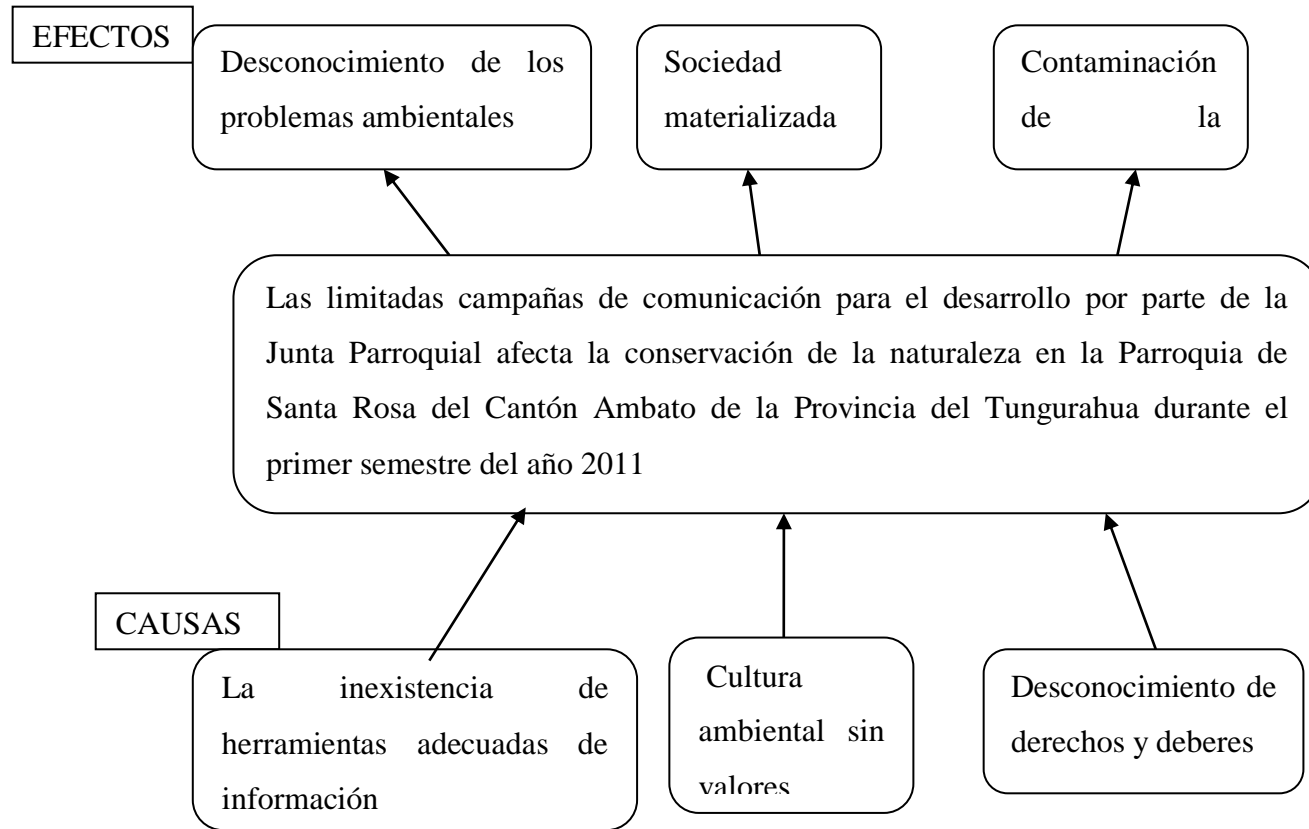 EFECTOS
Desconocimiento de los
problemas ambientales
Sociedad
materializada
Contaminación
de la
Las limitadas campañas de comunicación para el desarrollo por parte de la
Junta Parroquial afecta la conservación de la naturaleza en la Parroquia de
Santa Rosa del Cantón Ambato de la Provincia del Tungurahua durante el
primer semestre del año 2011
CAUSAS
La inexistencia de
herramientas adecuadas de
información
Cultura
ambiental sin
valores
Desconocimiento de
derechos y deberes